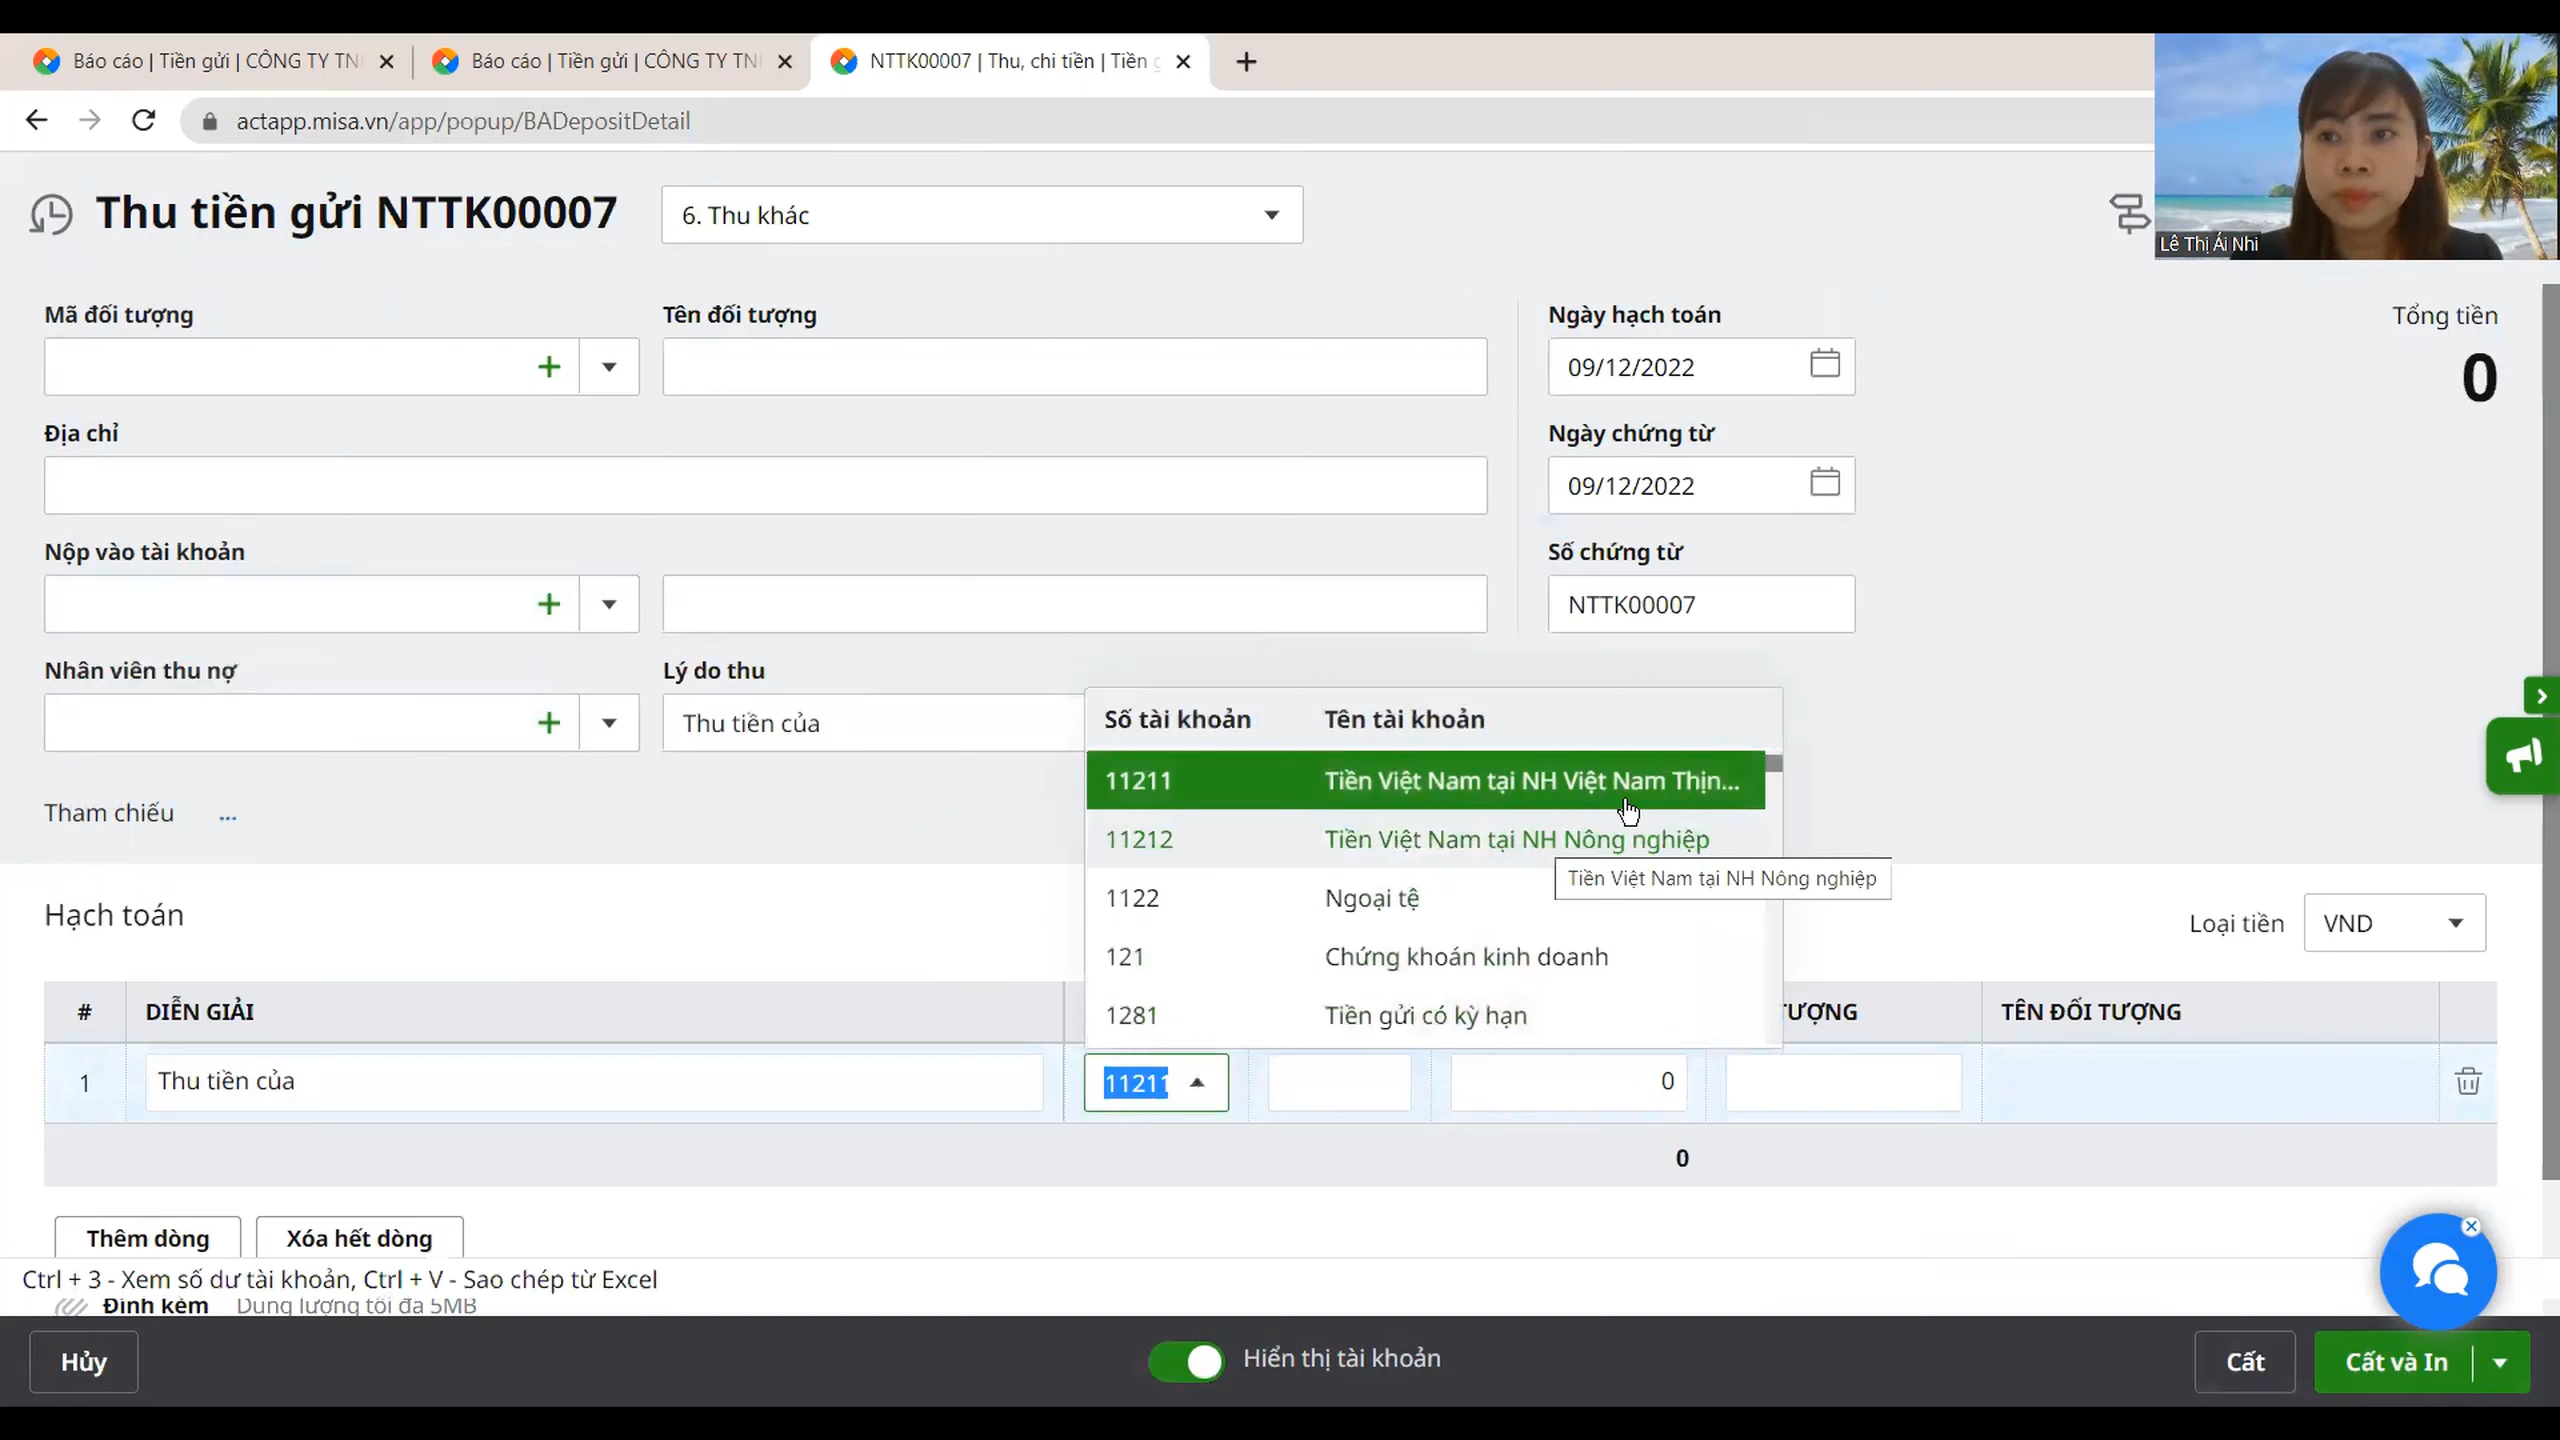 Báo cáo | Tiền gửi | CÔNG TY TNH
Báo cáo | Tiền gửi | CÔNG TY TNH
NTTK00007 | Thu, chi tiền | Tiền g
actapp.misa.vn/app/popup/BADepositDetail
Lê Thị Ái Nhi
Thu tiền gửi NTTK00007
6. Thu khác
Mã đối tượng
Tên đối tượng
Ngày hạch toán
Tổng tiền
09/12/2022
0
Địa chỉ
Ngày chứng từ
09/12/2022
Nộp vào tài khoản
Số chứng từ
NTTK00007
Nhân viên thu nợ
Lý do thu
Thu tiền của
Số tài khoản Tên tài khoản
11211 Tiền Việt Nam tại NH Việt Nam Thịn...
11212 Tiền Việt Nam tại NH Nông nghiệp
Tiền Việt Nam tại NH Nông nghiệp
1122 Ngoại tệ
121 Chứng khoán kinh doanh
1281 Tiền gửi có kỳ hạn
Tham chiếu ...
Hạch toán
Loại tiền VND
# DIỄN GIẢI TƯỢNG TÊN ĐỐI TƯỢNG
1 Thu tiền của 11211 0
0
Thêm dòng Xóa hết dòng
Ctrl + 3 - Xem số dư tài khoản, Ctrl + V - Sao chép từ Excel
Đính kèm Dung lượng tối đa 5MB
Hủy
Hiển thị tài khoản
Cất
Cất và In